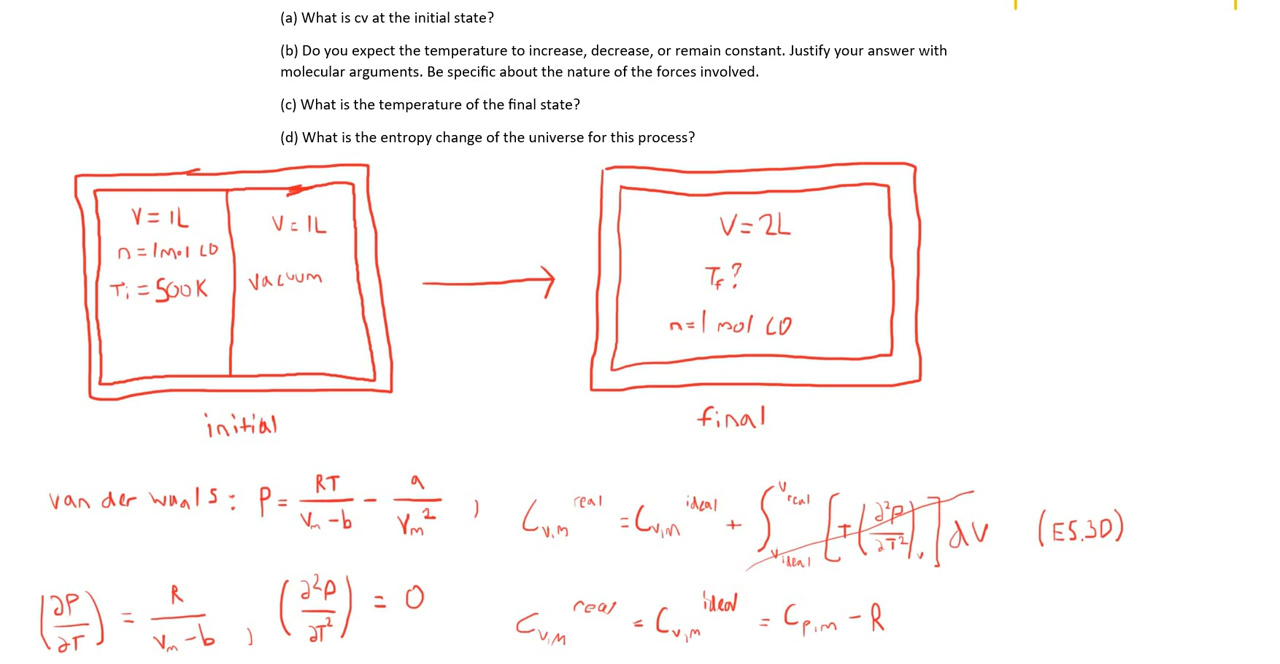 (a) What is cv at the initial state?
(b) Do you expect the temperature to increase, decrease, or remain constant. Justify your answer with
molecular arguments. Be specific about the nature of the forces involved.
(c) What is the temperature of the final state?
(d) What is the entropy change of the universe for this process?
V = 1L
n = 1mol CO
Ti = 500K
V = 1L
Vacuum
initial
V = 2L
Tf?
n=1 mol CO
final
van der waals: P = RT/(Vm-b) - a/Vm² , Cv,m^real = Cv,m^ideal + ∫_{Videal}^{Vreal} [T(∂²P/∂T²)v] dV (E5.3D)
(∂P/∂T) = R/(Vm-b) , (∂²P/∂T²) = 0
Cv,m^real = Cv,m^ideal = Cp,m - R